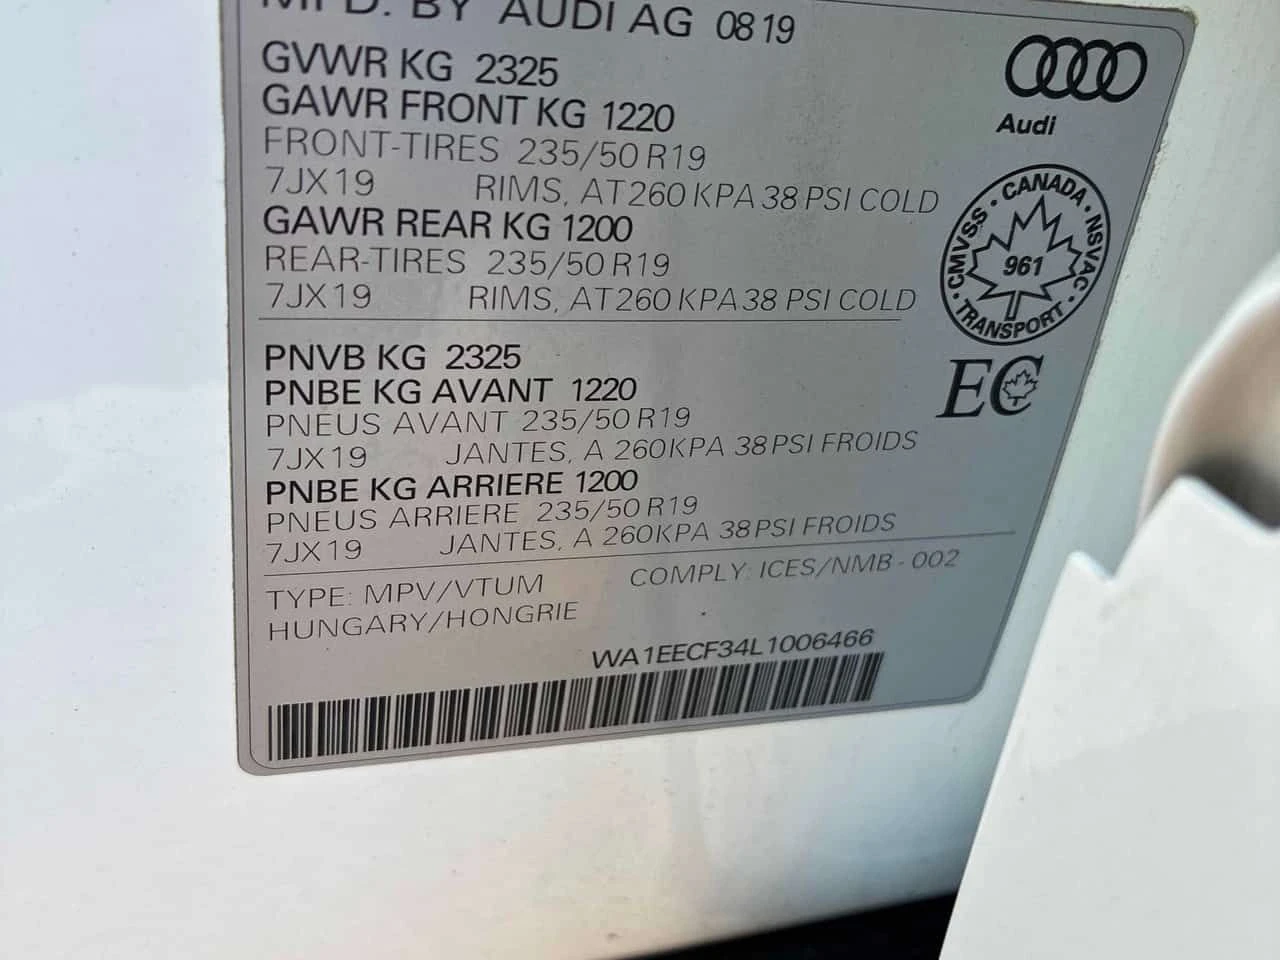 MFD. BY AUDI AG 0819
GVWR KG 2325
GAWR FRONT KG 1220
FRONT-TIRES 235/50 R19
7JX19 RIMS, AT 260 KPA 38 PSI COLD
GAWR REAR KG 1200
REAR-TIRES 235/50 R19
7JX19 RIMS, AT 260 KPA 38 PSI COLD
Audi
CANADA · NSVAC · TRANSPORT · CMVSS ·
961
EC
PNVB KG 2325
PNBE KG AVANT 1220
PNEUS AVANT 235/50 R19
7JX19 JANTES, A 260KPA 38 PSI FROIDS
PNBE KG ARRIERE 1200
PNEUS ARRIERE 235/50 R19
7JX19 JANTES, A 260KPA 38 PSI FROIDS
TYPE: MPV/VTUM COMPLY: ICES/NMB - 002
HUNGARY/HONGRIE
WA1EECF34L1006466